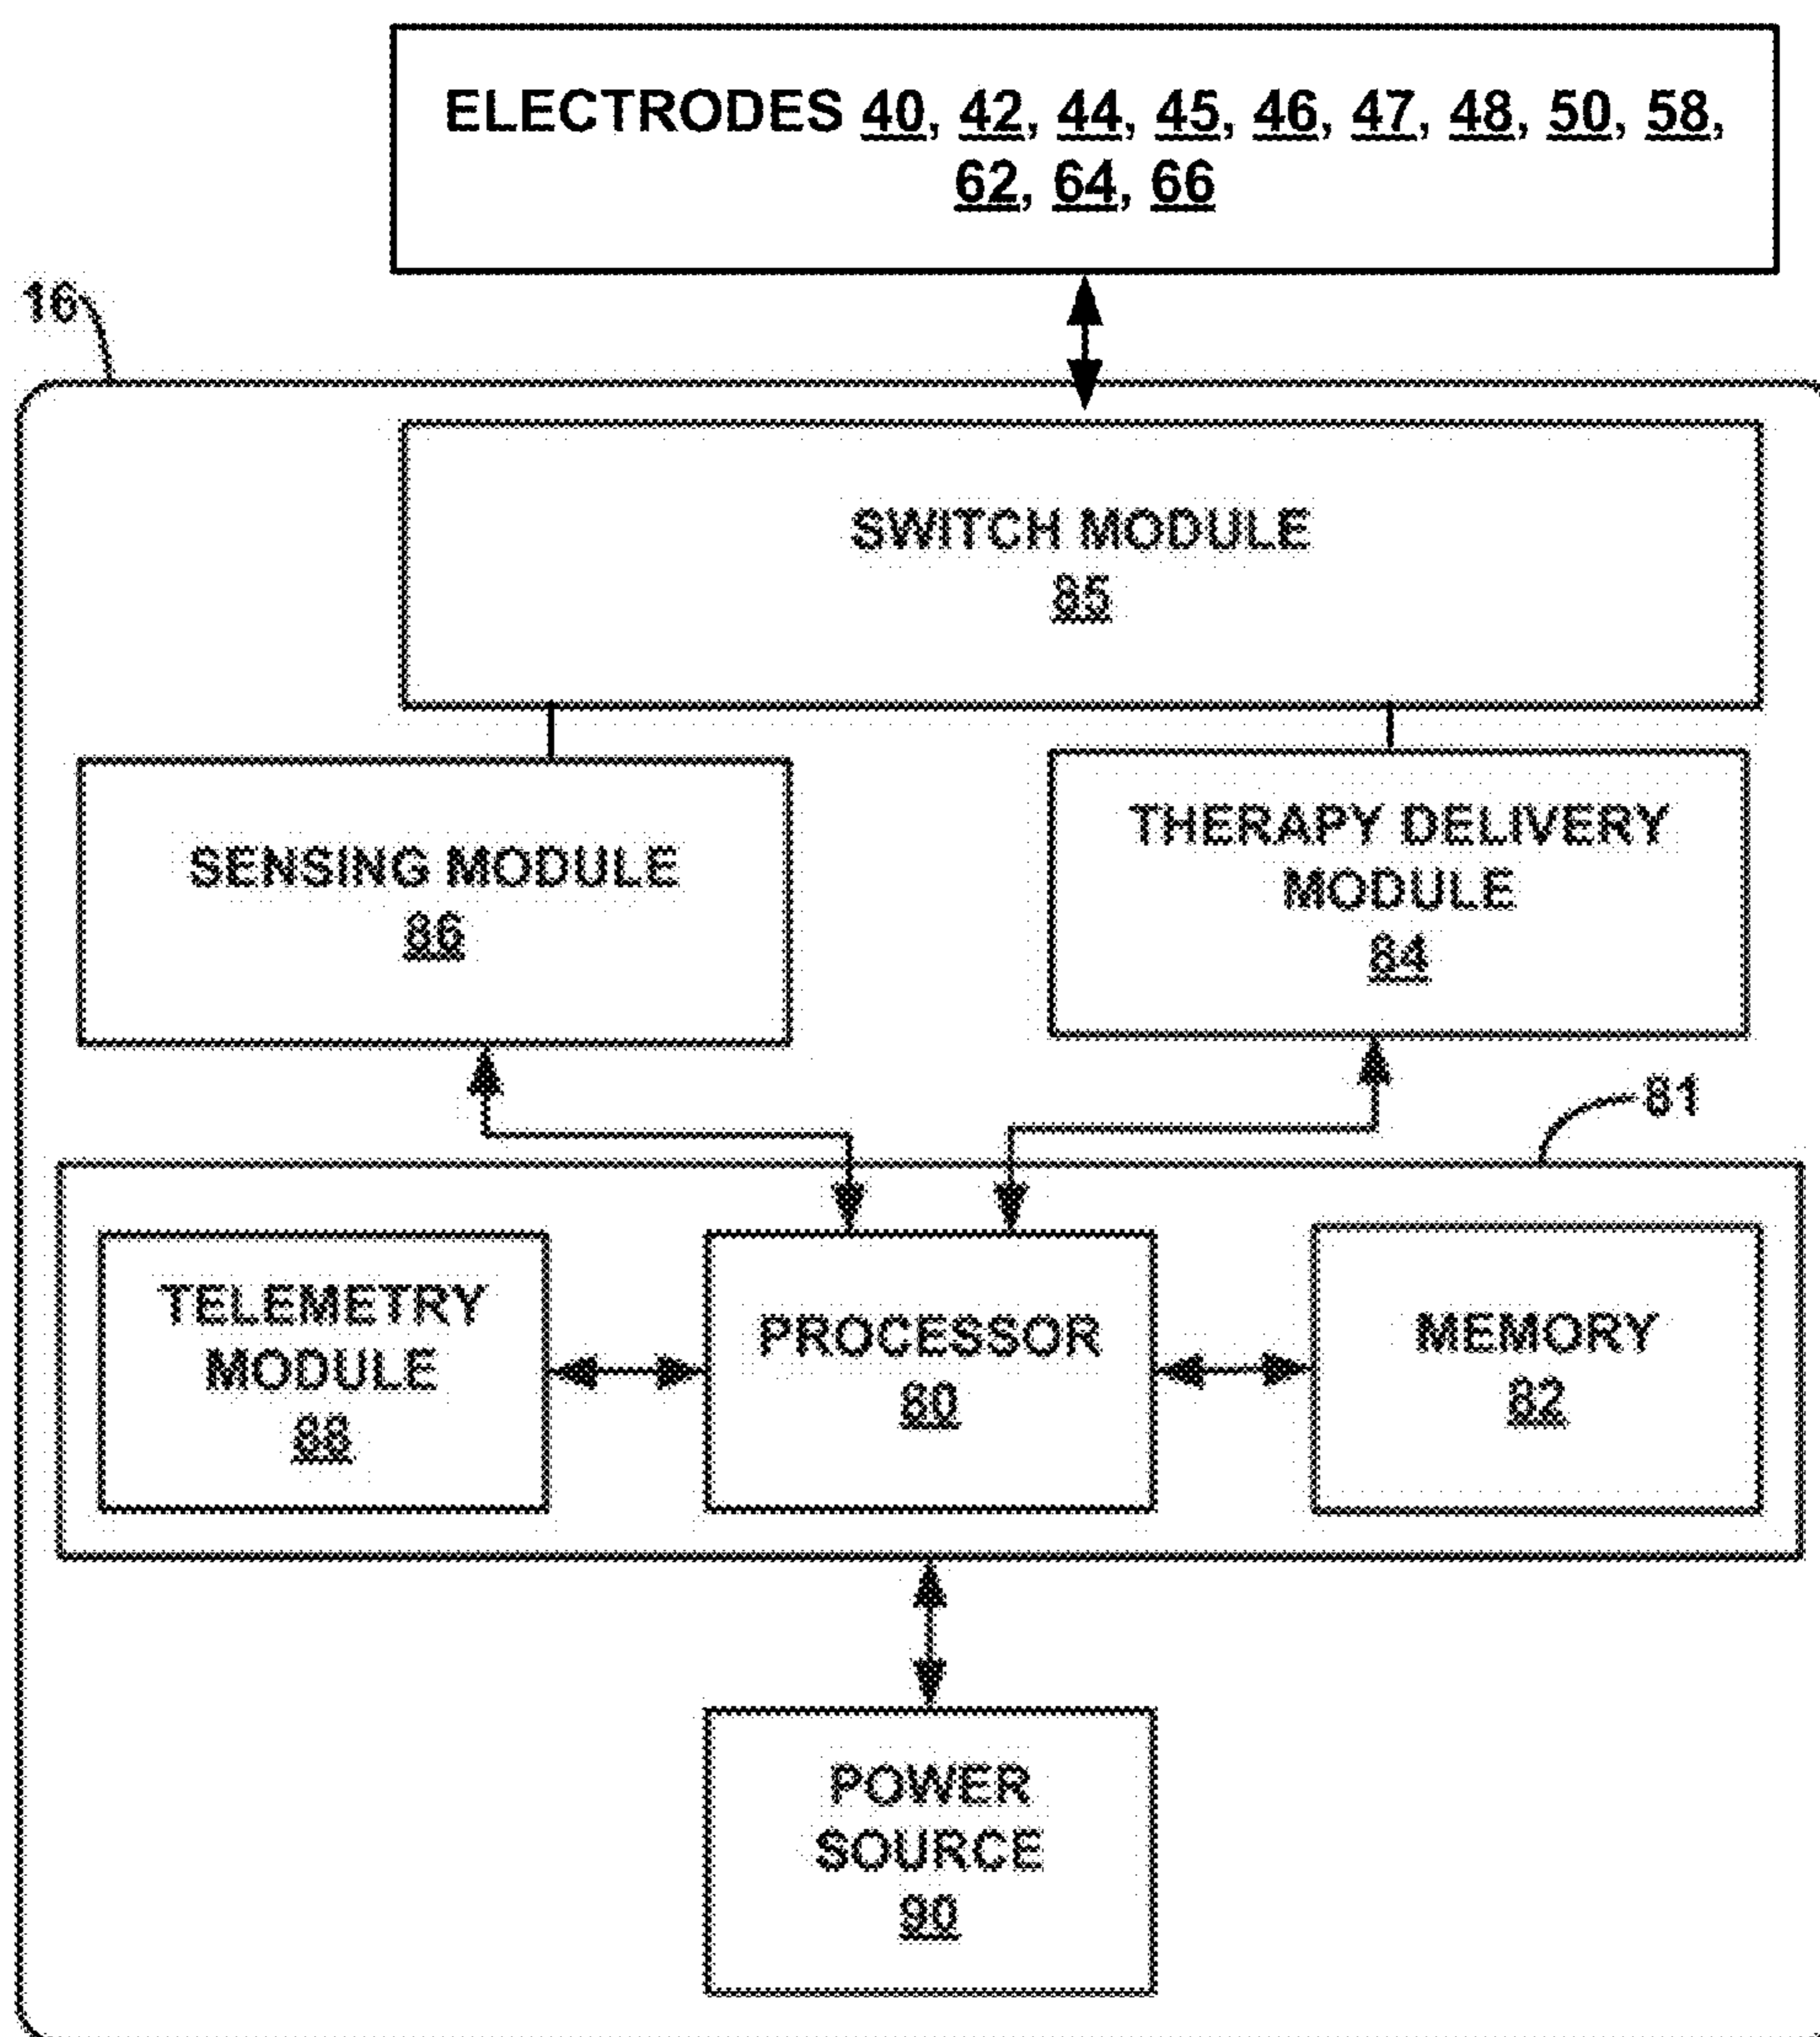 ELECTRODES 40, 42, 44, 45, 46, 47, 48, 50, 58,
62, 64, 66
16
SWITCH MODULE
85
SENSING MODULE
86
THERAPY DELIVERY
MODULE
84
81
TELEMETRY
MODULE
88
PROCESSOR
80
MEMORY
82
POWER
SOURCE
90